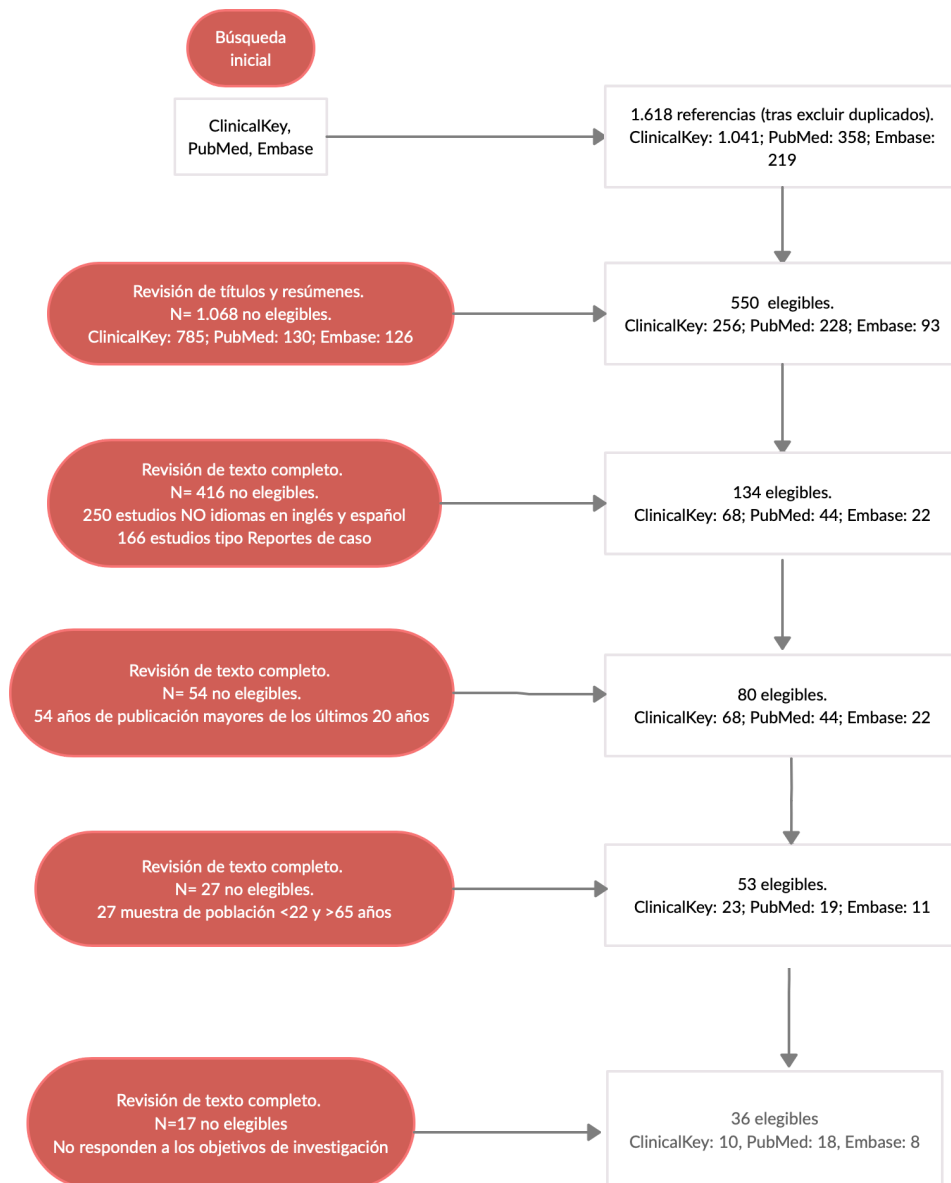 Búsqueda
inicial
ClinicalKey,
PubMed, Embase
1.618 referencias (tras excluir duplicados).
ClinicalKey: 1.041; PubMed: 358; Embase:
219
Revisión de títulos y resúmenes.
N= 1.068 no elegibles.
ClinicalKey: 785; PubMed: 130; Embase: 126
550 elegibles.
ClinicalKey: 256; PubMed: 228; Embase: 93
Revisión de texto completo.
N= 416 no elegibles.
250 estudios NO idiomas en inglés y español
166 estudios tipo Reportes de caso
134 elegibles.
ClinicalKey: 68; PubMed: 44; Embase: 22
Revisión de texto completo.
N= 54 no elegibles.
54 años de publicación mayores de los últimos 20 años
80 elegibles.
ClinicalKey: 68; PubMed: 44; Embase: 22
Revisión de texto completo.
N= 27 no elegibles.
27 muestra de población <22 y >65 años
53 elegibles.
ClinicalKey: 23; PubMed: 19; Embase: 11
Revisión de texto completo.
N=17 no elegibles
No responden a los objetivos de investigación
36 elegibles
ClinicalKey: 10, PubMed: 18, Embase: 8